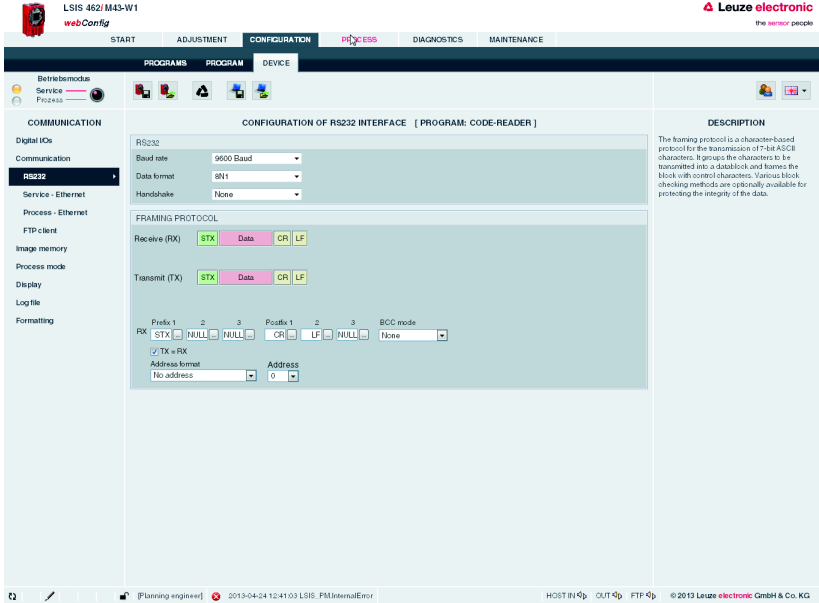 LSIS 462i M43-W1
webConfig
Leuze electronic
the sensor people
START ADJUSTMENT CONFIGURATION PROCESS DIAGNOSTICS MAINTENANCE
PROGRAMS PROGRAM DEVICE
Betriebsmodus
Service
Prozess
COMMUNICATION
Digital I/Os
Communication
RS232
Service - Ethernet
Process - Ethernet
FTP client
Image memory
Process mode
Display
Log file
Formatting
CONFIGURATION OF RS232 INTERFACE [ PROGRAM: CODE-READER ]
RS232
Baud rate 9600 Baud
Data format 8N1
Handshake None
FRAMING PROTOCOL
Receive (RX) STX Data CR LF
Transmit (TX) STX Data CR LF
Prefix 1 2 3 Postfix 1 2 3 BCC mode
RX STX ... NULL ... NULL ... CR ... LF ... NULL ... None
TX = RX
Address format Address
No address 0
DESCRIPTION
The framing protocol is a character-based
protocol for the transmission of 7-bit ASCII
characters. It groups the characters to be
transmitted into a datablock and frames the
block with control characters. Various block
checking methods are optionally available for
protecting the integrity of the data.
[Planning engineer] 2013-04-24 12:41:03 LSIS_PM.InternalError
HOST IN OUT FTP © 2013 Leuze electronic GmbH & Co. KG